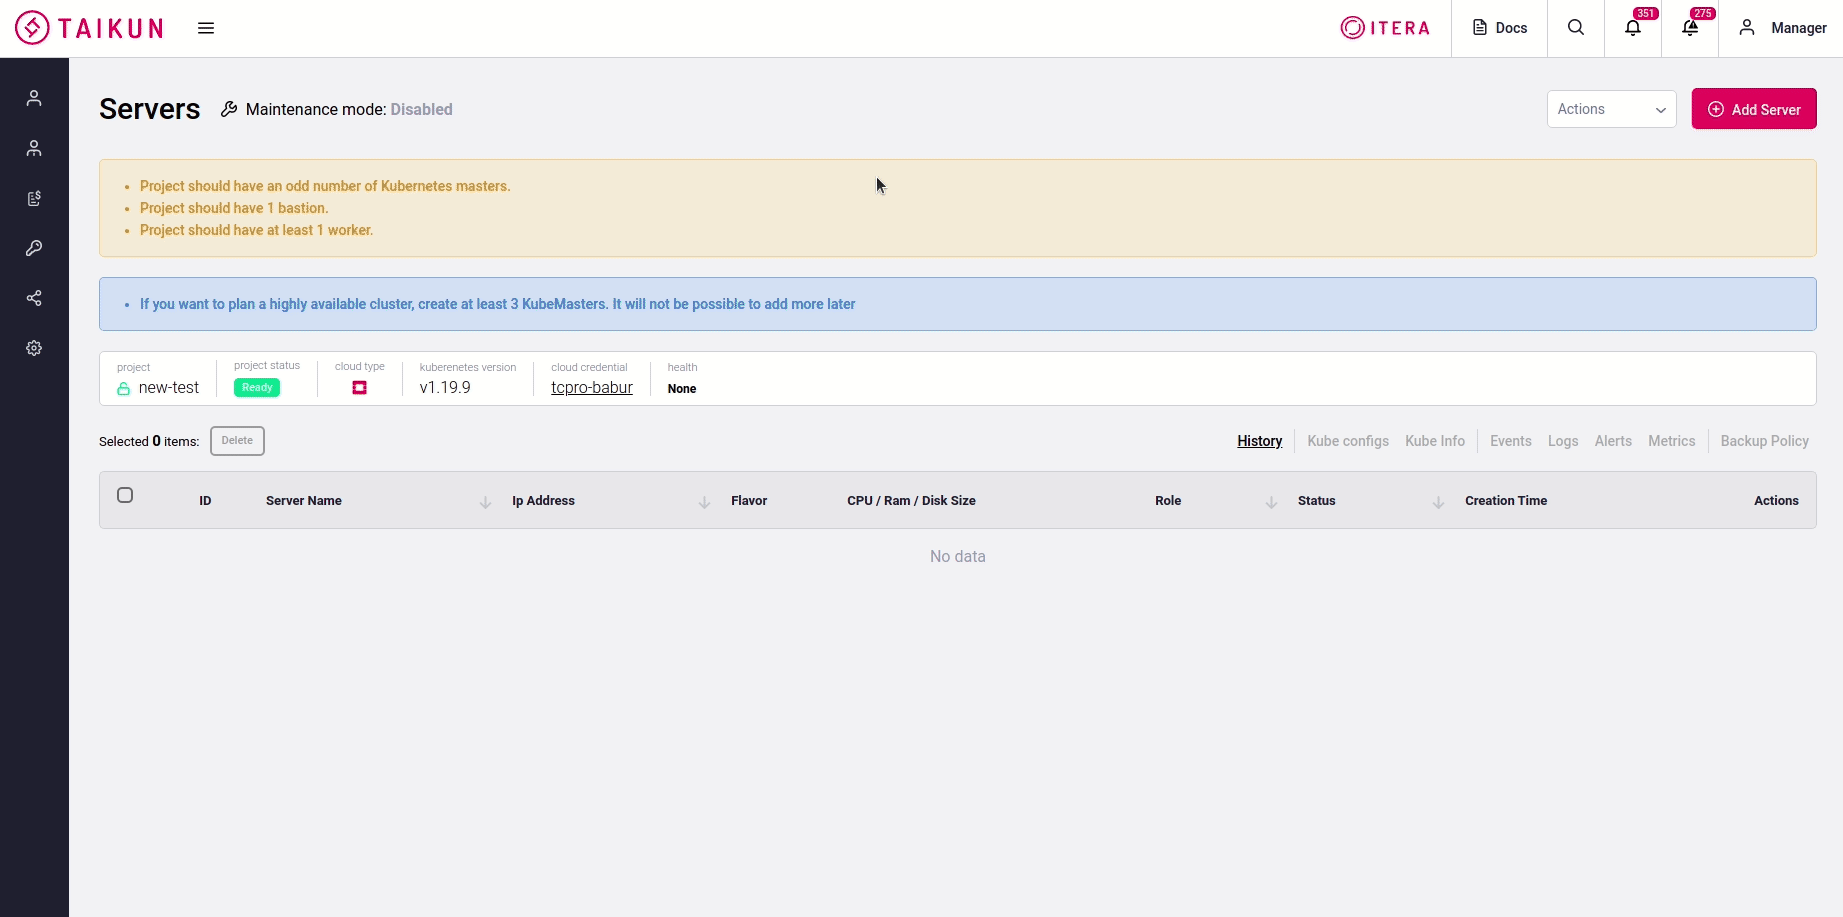 TAIKUN
ITERA
Docs
351
275
Manager
Servers
Maintenance mode: Disabled
Actions
Add Server
Project should have an odd number of Kubernetes masters.
Project should have 1 bastion.
Project should have at least 1 worker.
If you want to plan a highly available cluster, create at least 3 KubeMasters. It will not be possible to add more later
project
project status
cloud type
kuberenetes version
cloud credential
health
new-test
Ready
v1.19.9
tcpro-babur
None
Selected 0 items:
Delete
History
Kube configs
Kube Info
Events
Logs
Alerts
Metrics
Backup Policy
ID
Server Name
Ip Address
Flavor
CPU / Ram / Disk Size
Role
Status
Creation Time
Actions
No data